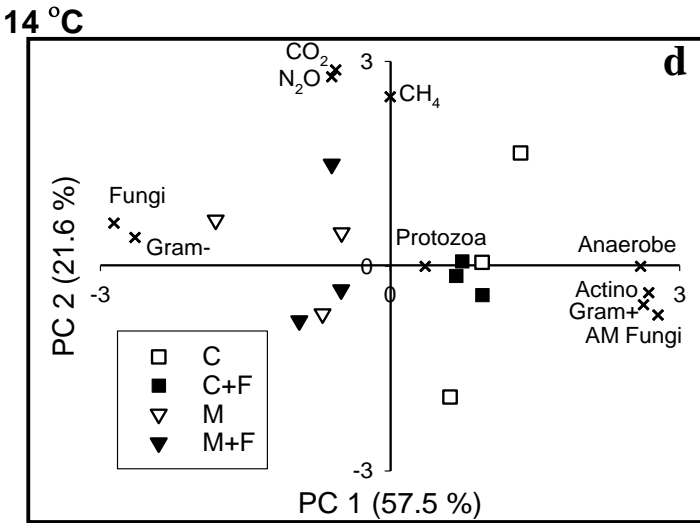 14 °C
d
CO₂
3
N₂O
CH₄
Fungi
Gram-
Protozoa
Anaerobe
0
-3
0
3
Actino
Gram+
AM Fungi
PC 2 (21.6 %)
C
C+F
M
M+F
-3
PC 1 (57.5 %)